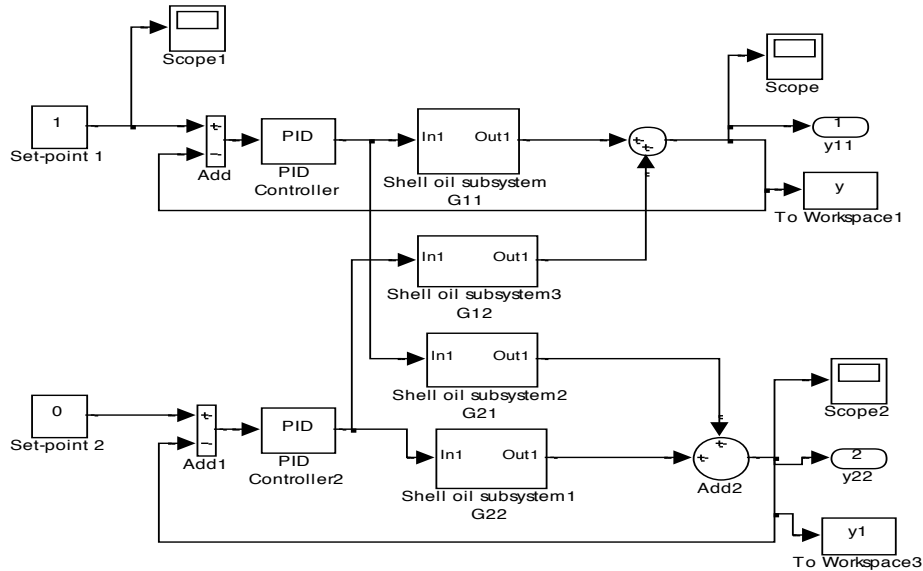 Scope1
Scope
1
Set-point 1
+
−
Add
PID
PID
Controller
In1 Out1
Shell oil subsystem
G11
+
+
1
y11
y
To Workspace1
In1 Out1
Shell oil subsystem3
G12
In1 Out1
Shell oil subsystem2
G21
0
Set-point 2
+
−
Add1
PID
PID
Controller2
In1 Out1
Shell oil subsystem1
G22
+
+
Add2
Scope2
2
y22
y1
To Workspace3